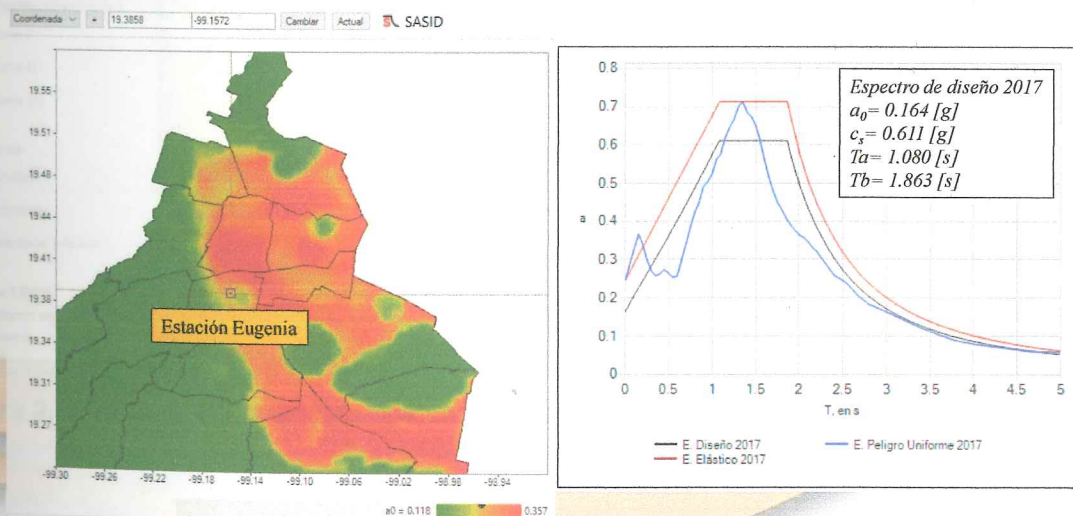 Coordenada
19.3858
-99.1572
Cambiar
Actual
SASID
19.55
19.51
19.48
19.44
19.41
19.38
19.34
19.31
19.27
-99.30
-99.26
-99.22
-99.18
-99.14
-99.10
-99.06
-99.02
-98.98
-98.94
Estación Eugenia
a0 = 0.118
0.357
0.8
0.7
0.6
0.5
0.4
0.3
0.2
0.1
0
a
0
0.5
1
1.5
2
2.5
3
3.5
4
4.5
5
T, en s
Espectro de diseño 2017
a0= 0.164 [g]
cs= 0.611 [g]
Ta= 1.080 [s]
Tb= 1.863 [s]
E. Diseño 2017
E. Elástico 2017
E. Peligro Uniforme 2017